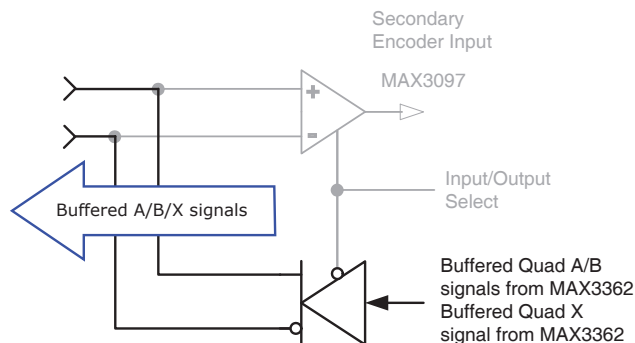 Secondary
Encoder Input
MAX3097
+
-
Input/Output
Select
Buffered A/B/X signals
Buffered Quad A/B
signals from MAX3362
Buffered Quad X
signal from MAX3362